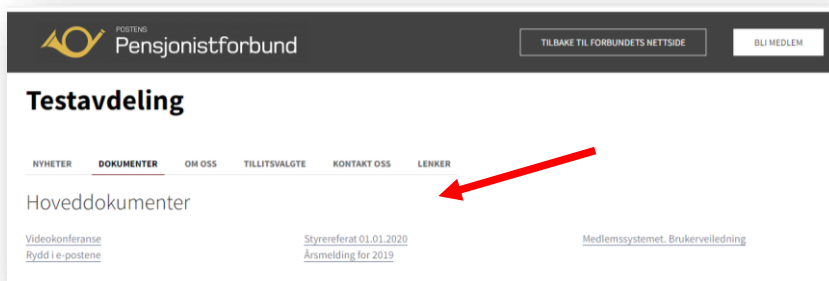 POSTENS
Pensjonistforbund
TILBAKE TIL FORBUNDETS NETTSIDE
BLI MEDLEM
Testavdeling
NYHETER DOKUMENTER OM OSS TILLITSVALGTE KONTAKT OSS LENKER
Hoveddokumenter
Videokonferanse Styrereferat 01.01.2020 Medlemssystemet. Brukerveiledning
Rydd i e-postene Årsmelding for 2019